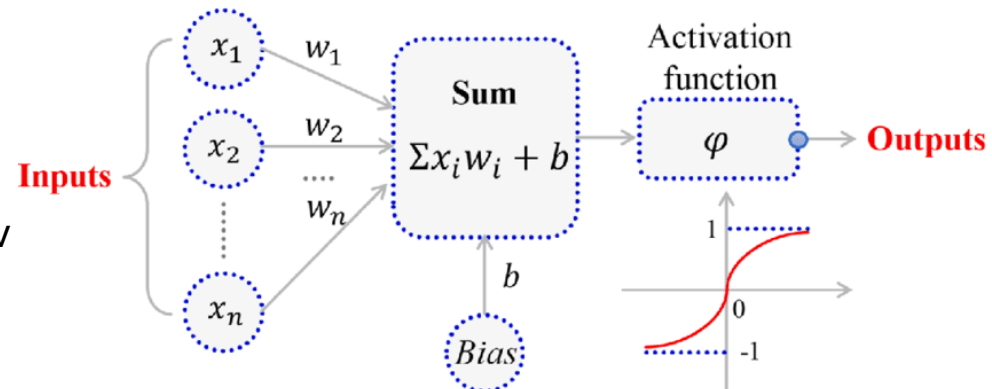 Inputs
x₁
x₂
xₙ
w₁
w₂
....
wₙ
Sum
Σxᵢwᵢ + b
b
Bias
Activation
function
φ
Outputs
1
0
-1